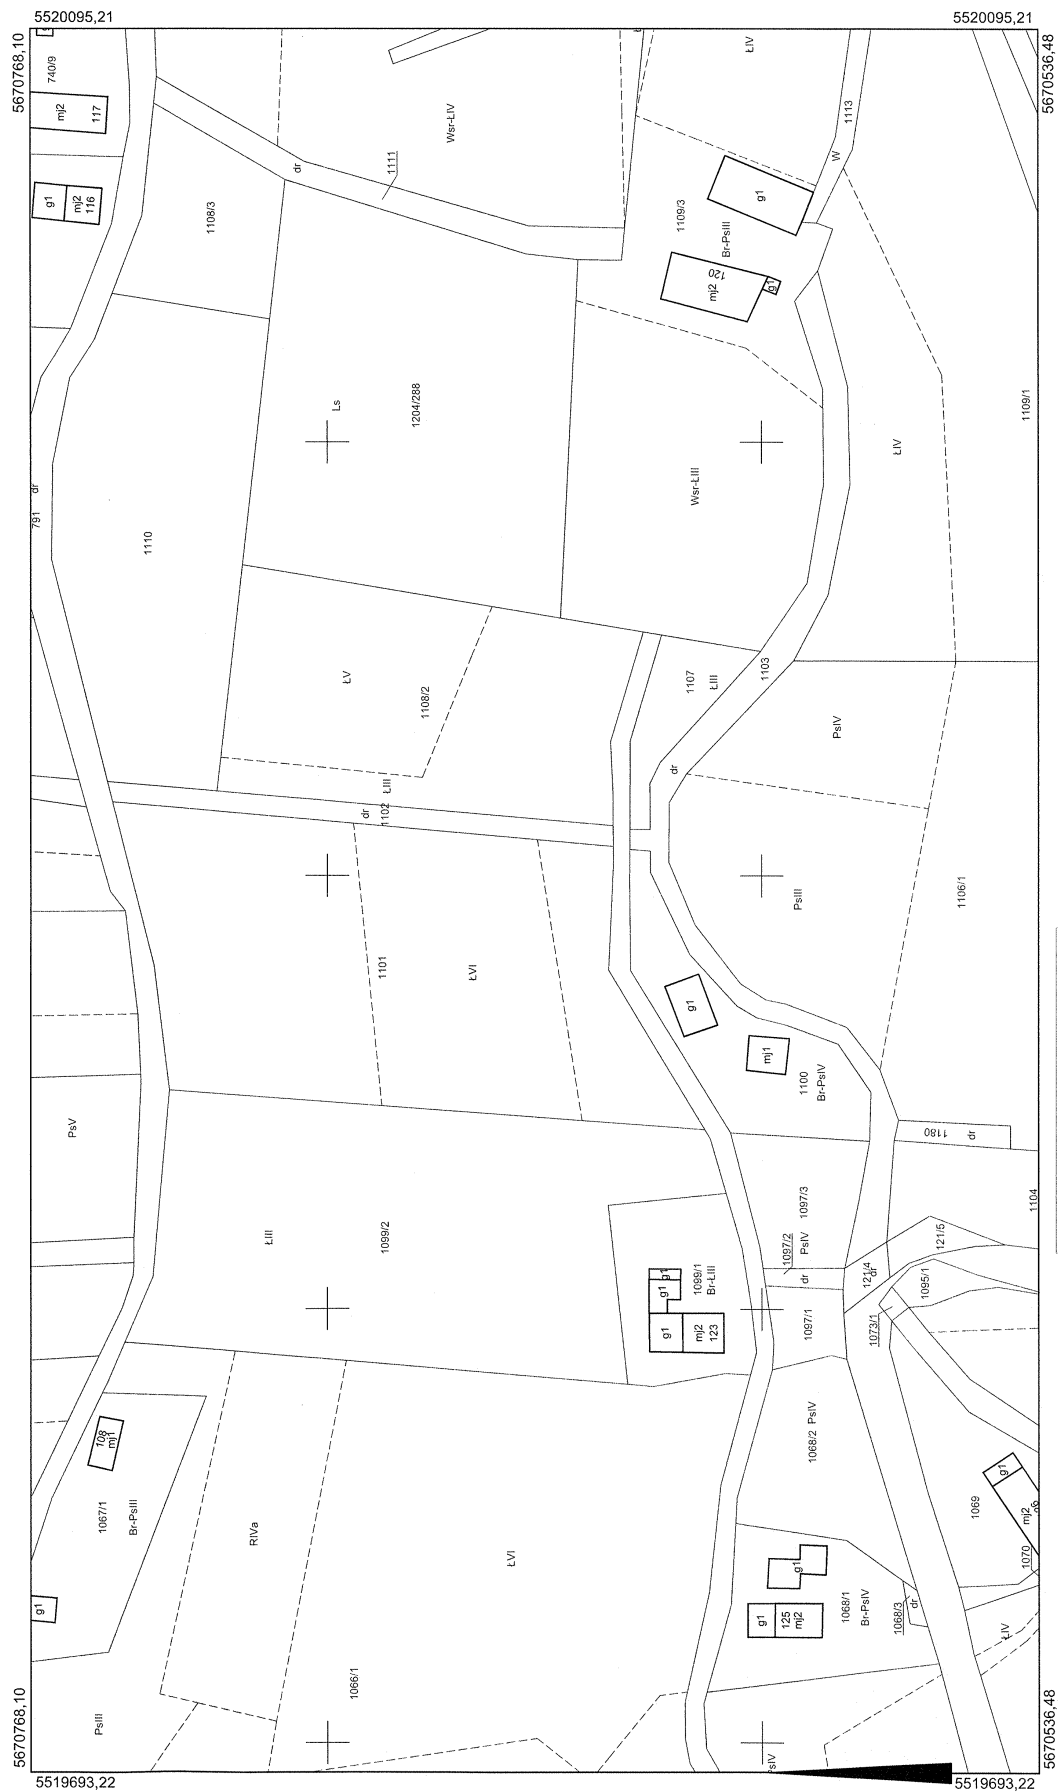 5520095,21
5520095,21
5670768,10
5670536,48
740/9
mj2
117
g1
mj2
116
dr
1111
1108/3
Wsr-ŁIV
ŁIV
1113
W
g1
1109/3
Br-PsIII
120
mj2
g1
Ls
1204/288
1109/1
ŁIV
Wsr-ŁIII
791
dr
1110
ŁV
1108/2
1107
ŁIII
1103
PsIV
dr
ŁIII
dr
1102
PsIII
1106/1
1101
ŁVI
g1
mj1
1100
Br-PsIV
1180
dr
PsV
ŁIII
1099/2
1097/3
PsIV
1097/2
dr
1104
121/5
121/4
dr
1095/1
1073/1
1097/1
g1
g1
1099/1
Br-ŁIII
g1
mj2
123
108
mj1
1067/1
Br-PsIII
RIVa
ŁVI
1068/2 PsIV
1069
g1
mj2
1070
g1
g1
g1
125
mj2
1068/1
Br-PsIV
1068/3
dr
ŁIV
PsIII
1066/1
PsIV
5670768,10
5670536,48
5519693,22
5519693,22